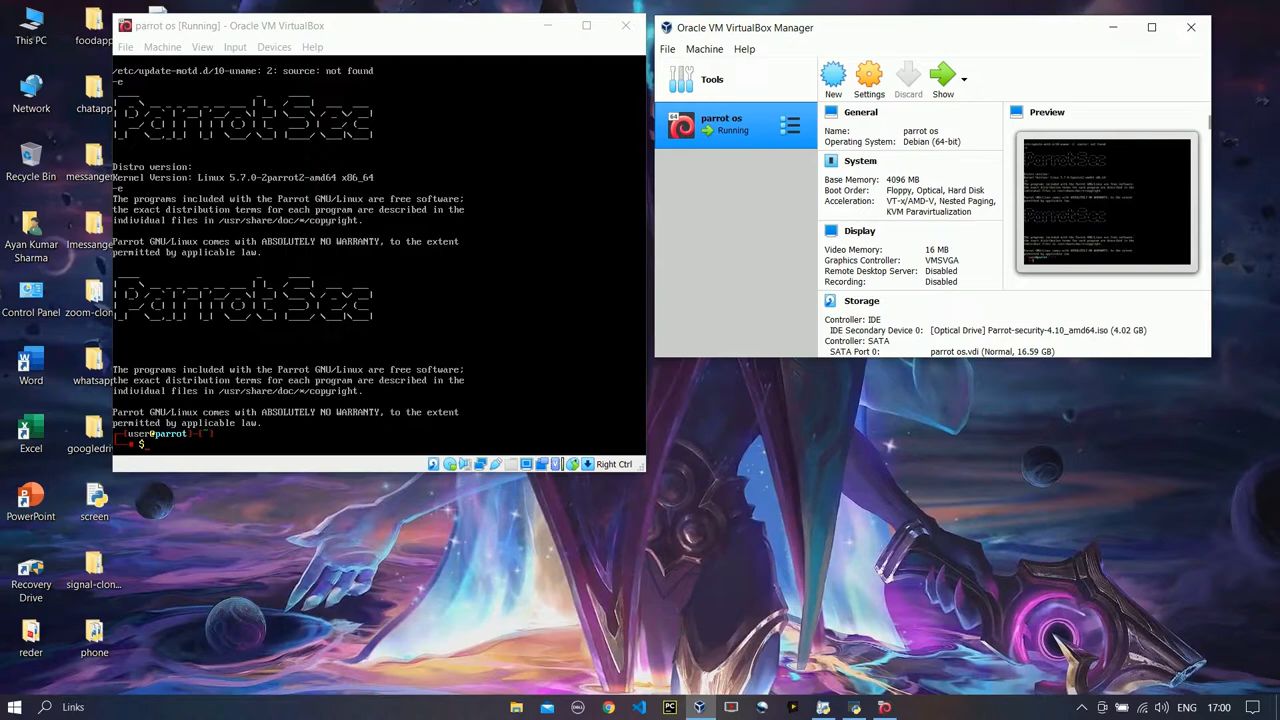 parrot os [Running] - Oracle VM VirtualBox
File Machine View Input Devices Help
/etc/update-motd.d/10-uname: 2: source: not found
-e
ParrotSec
Distro version:
Kernel Version: Linux 5.7.0-2parrot2-amd64 x86_64
-e
The programs included with the Parrot GNU/Linux are free software;
the exact distribution terms for each program are described in the
individual files in /usr/share/doc/*/copyright.
Parrot GNU/Linux comes with ABSOLUTELY NO WARRANTY, to the extent
permitted by applicable law.
ParrotSec
The programs included with the Parrot GNU/Linux are free software;
the exact distribution terms for each program are described in the
individual files in /usr/share/doc/*/copyright.
Parrot GNU/Linux comes with ABSOLUTELY NO WARRANTY, to the extent
permitted by applicable law.
[user@parrot]-[~]
$_
Right Ctrl
Oracle VM VirtualBox Manager
File Machine Help
Tools
New Settings Discard Show
64
parrot os
Running
General
Name: parrot os
Operating System: Debian (64-bit)
System
Base Memory: 4096 MB
Boot Order: Floppy, Optical, Hard Disk
Acceleration: VT-x/AMD-V, Nested Paging,
KVM Paravirtualization
Display
Video Memory: 16 MB
Graphics Controller: VMSVGA
Remote Desktop Server: Disabled
Recording: Disabled
Storage
Controller: IDE
IDE Secondary Device 0: [Optical Drive] Parrot-security-4.10_amd64.iso (4.02 GB)
Controller: SATA
SATA Port 0: parrot os.vdi (Normal, 16.59 GB)
Preview
This PC
Network
Recycle Bin
Ayan Kumar
Sharma
Control Panel
Word
Excel
PowerPoint
Recovery
Drive
reder
chatapp
messenger
zoom-clon
whatsapp
googledri
screen
signal-clon...
phone
Links
ENG 17:00